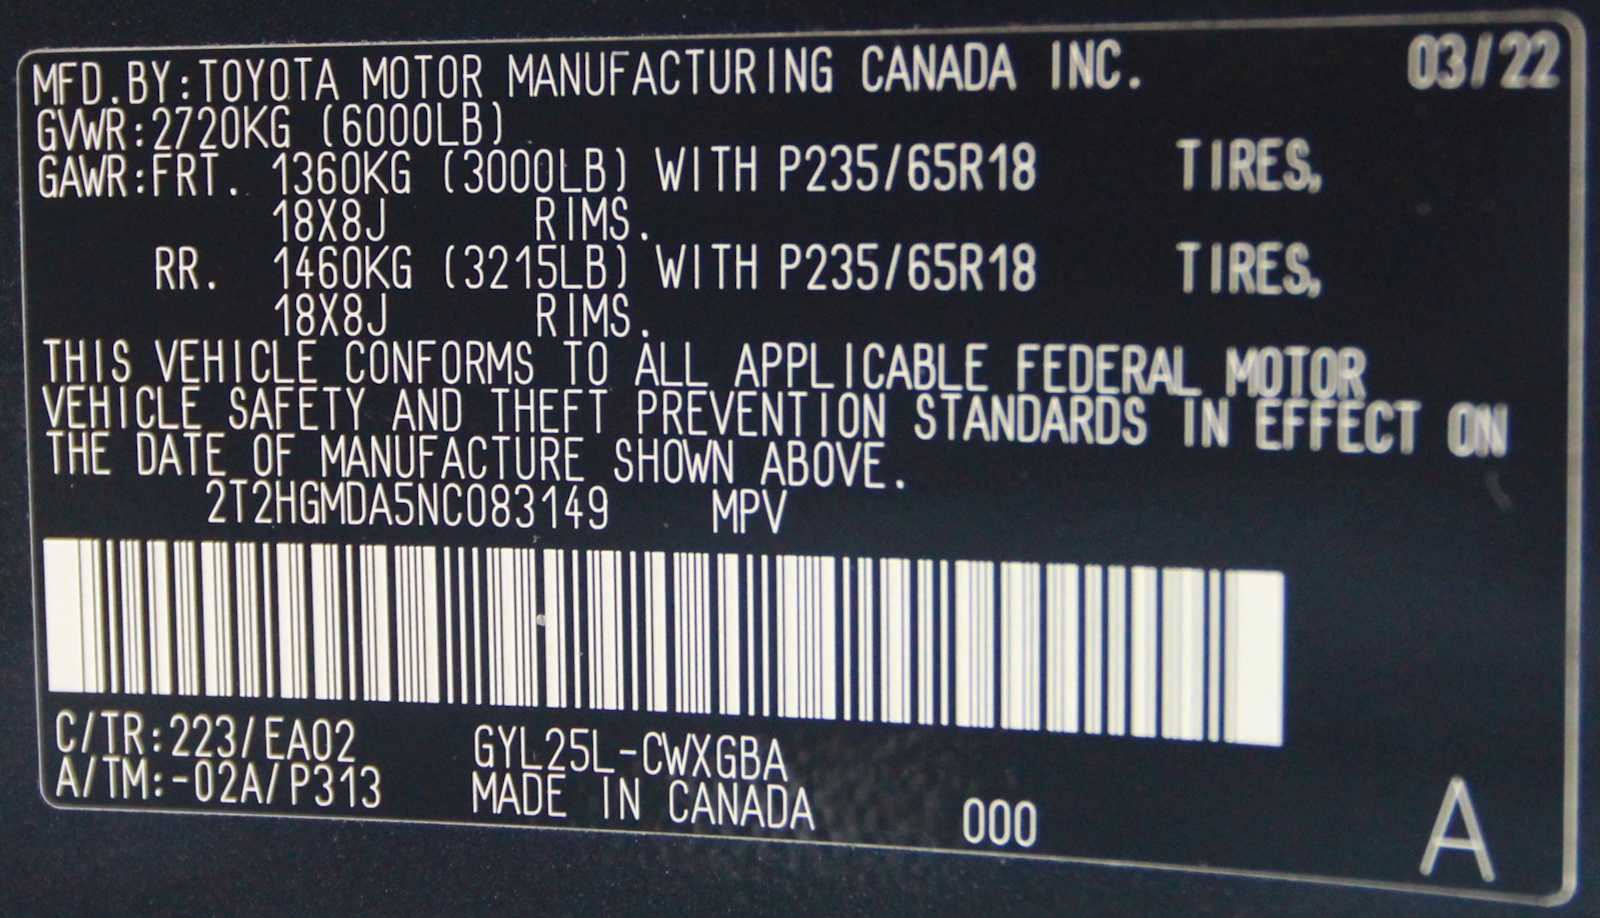 MFD.BY:TOYOTA MOTOR MANUFACTURING CANADA INC. 03/22
GVWR:2720KG (6000LB)
GAWR:FRT. 1360KG (3000LB) WITH P235/65R18 TIRES,
18X8J RIMS.
RR. 1460KG (3215LB) WITH P235/65R18 TIRES,
18X8J RIMS.
THIS VEHICLE CONFORMS TO ALL APPLICABLE FEDERAL MOTOR
VEHICLE SAFETY AND THEFT PREVENTION STANDARDS IN EFFECT ON
THE DATE OF MANUFACTURE SHOWN ABOVE.
2T2HGMDA5NC083149 MPV
C/TR:223/EA02 GYL25L-CWXGBA
A/TM:-02A/P313 MADE IN CANADA 000 A